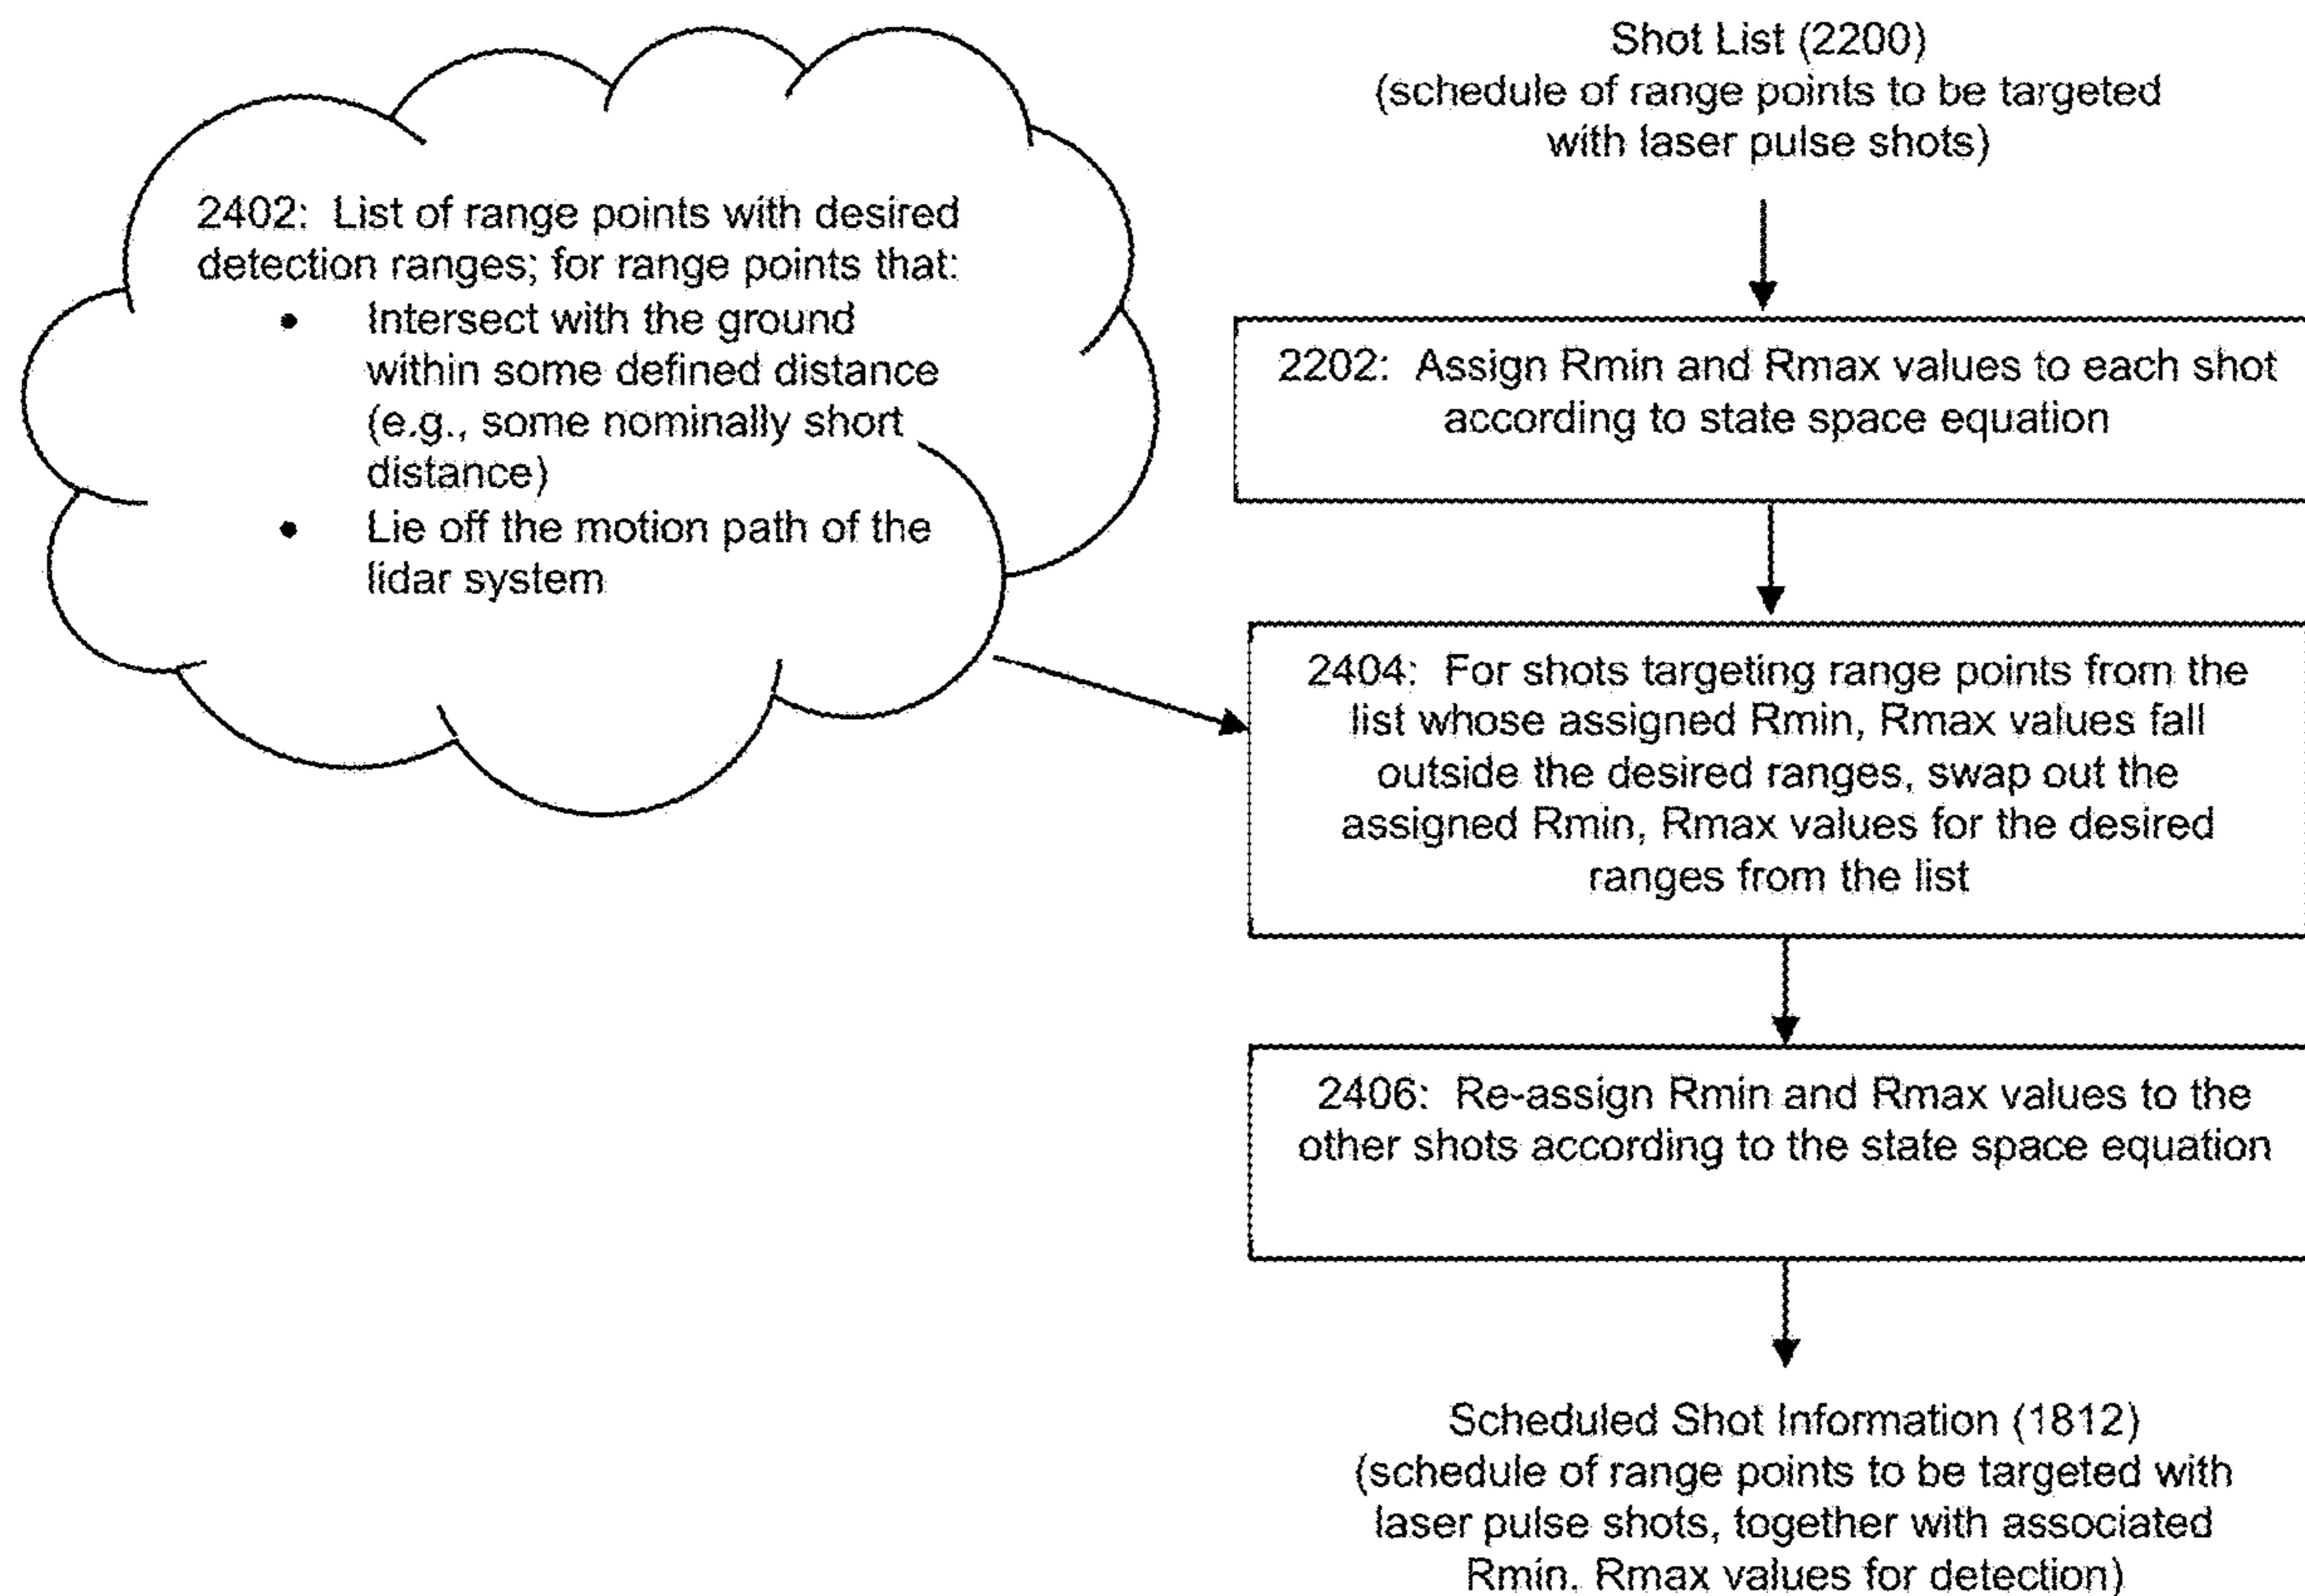 2402: List of range points with desired
detection ranges; for range points that:
• Intersect with the ground
within some defined distance
(e.g., some nominally short
distance)
• Lie off the motion path of the
lidar system
Shot List (2200)
(schedule of range points to be targeted
with laser pulse shots)
2202: Assign Rmin and Rmax values to each shot
according to state space equation
2404: For shots targeting range points from the
list whose assigned Rmin, Rmax values fall
outside the desired ranges, swap out the
assigned Rmin, Rmax values for the desired
ranges from the list
2406: Re-assign Rmin and Rmax values to the
other shots according to the state space equation
Scheduled Shot Information (1812)
(schedule of range points to be targeted with
laser pulse shots, together with associated
Rmin, Rmax values for detection)